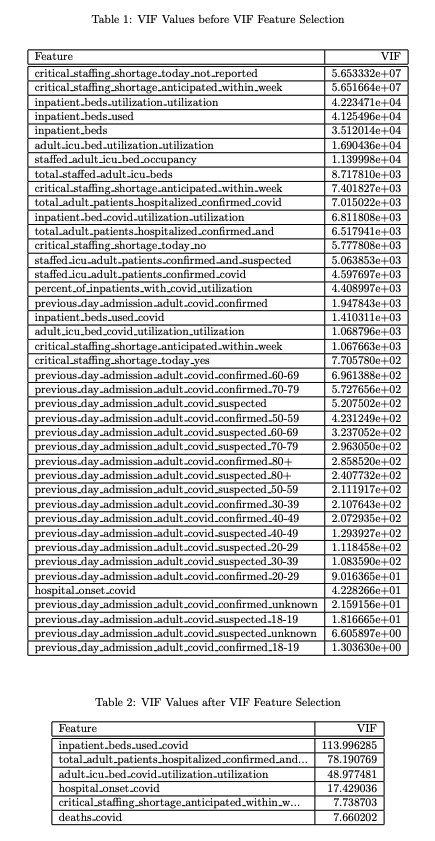 Table 1: VIF Values before VIF Feature Selection
Feature VIF
critical_staffing_shortage_today_not_reported 5.653332e+07
critical_staffing_shortage_anticipated_within_week 5.651664e+07
inpatient_beds_utilization_utilization 4.223471e+04
inpatient_beds_used 4.125496e+04
inpatient_beds 3.512014e+04
adult_icu_bed_utilization_utilization 1.690436e+04
staffed_adult_icu_bed_occupancy 1.139998e+04
total_staffed_adult_icu_beds 8.717810e+03
critical_staffing_shortage_anticipated_within_week 7.401827e+03
total_adult_patients_hospitalized_confirmed_covid 7.015022e+03
inpatient_bed_covid_utilization_utilization 6.811808e+03
total_adult_patients_hospitalized_confirmed_and 6.517941e+03
critical_staffing_shortage_today_no 5.777808e+03
staffed_icu_adult_patients_confirmed_and_suspected 5.063853e+03
staffed_icu_adult_patients_confirmed_covid 4.597697e+03
percent_of_inpatients_with_covid_utilization 4.408997e+03
previous_day_admission_adult_covid_confirmed 1.947843e+03
inpatient_beds_used_covid 1.410311e+03
adult_icu_bed_covid_utilization_utilization 1.068796e+03
critical_staffing_shortage_anticipated_within_week 1.067663e+03
critical_staffing_shortage_today_yes 7.705780e+02
previous_day_admission_adult_covid_confirmed_60-69 6.961388e+02
previous_day_admission_adult_covid_confirmed_70-79 5.727656e+02
previous_day_admission_adult_covid_suspected 5.207502e+02
previous_day_admission_adult_covid_confirmed_50-59 4.231249e+02
previous_day_admission_adult_covid_suspected_60-69 3.237052e+02
previous_day_admission_adult_covid_suspected_70-79 2.963050e+02
previous_day_admission_adult_covid_confirmed_80+ 2.858520e+02
previous_day_admission_adult_covid_suspected_80+ 2.407732e+02
previous_day_admission_adult_covid_suspected_50-59 2.111917e+02
previous_day_admission_adult_covid_confirmed_30-39 2.107643e+02
previous_day_admission_adult_covid_confirmed_40-49 2.072935e+02
previous_day_admission_adult_covid_suspected_40-49 1.293927e+02
previous_day_admission_adult_covid_suspected_20-29 1.118458e+02
previous_day_admission_adult_covid_suspected_30-39 1.083590e+02
previous_day_admission_adult_covid_confirmed_20-29 9.016365e+01
hospital_onset_covid 4.228266e+01
previous_day_admission_adult_covid_confirmed_unknown 2.159156e+01
previous_day_admission_adult_covid_suspected_18-19 1.816665e+01
previous_day_admission_adult_covid_suspected_unknown 6.605897e+00
previous_day_admission_adult_covid_confirmed_18-19 1.303630e+00
Table 2: VIF Values after VIF Feature Selection
Feature VIF
inpatient_beds_used_covid 113.996285
total_adult_patients_hospitalized_confirmed_and... 78.190769
adult_icu_bed_covid_utilization_utilization 48.977481
hospital_onset_covid 17.429036
critical_staffing_shortage_anticipated_within_w... 7.738703
deaths_covid 7.660202